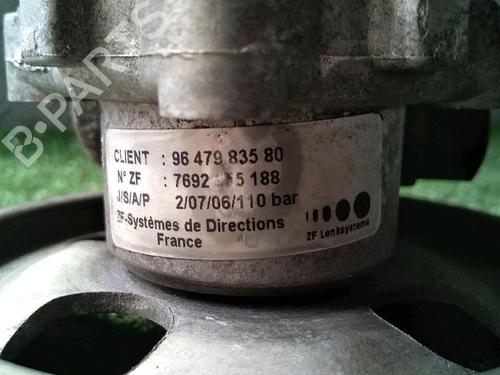 B-PARTS
CLIENT : 96 479 835 80
N° ZF : 7692 188
J/S/A/P 2/07/06/110 bar
ZF-Systèmes de Directions
France
ZF Lenksysteme